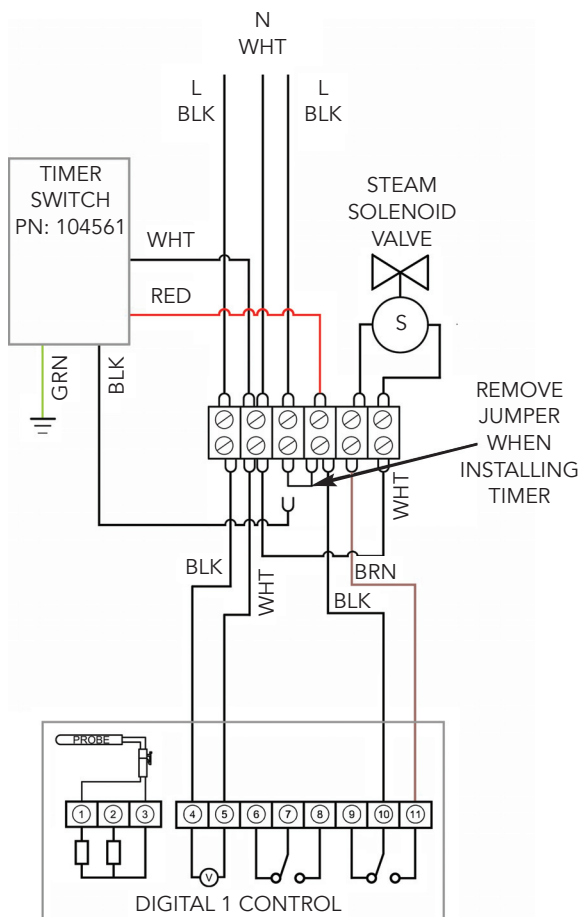 N
WHT
L
BLK
L
BLK
TIMER
SWITCH
PN: 104561
STEAM
SOLENOID
VALVE
WHT
S
RED
GRN
BLK
REMOVE
JUMPER
WHEN
INSTALLING
TIMER
WHT
BLK
WHT
BRN
BLK
PROBE
1 2 3
4 5 6 7 8 9 10 11
V
DIGITAL 1 CONTROL